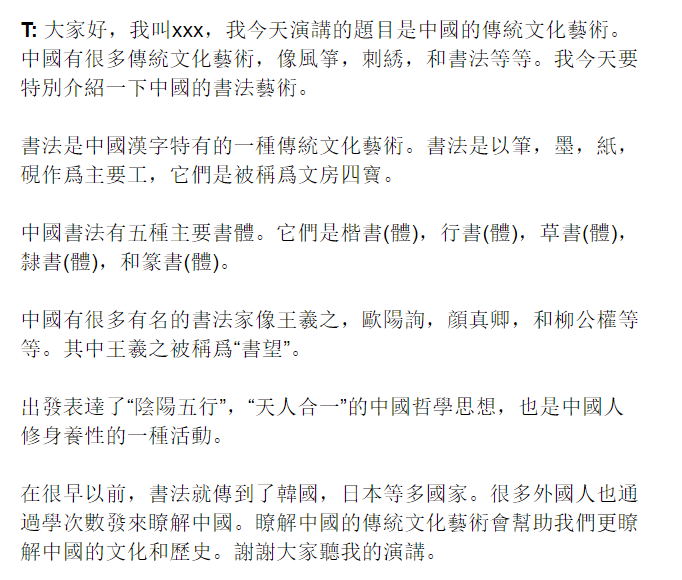 T: 大家好，我叫xxx，我今天演講的題目是中國的傳統文化藝術。
中國有很多傳統文化藝術，像風箏，刺綉，和書法等等。我今天要
特別介紹一下中國的書法藝術。
書法是中國漢字特有的一種傳統文化藝術。書法是以筆，墨，紙，
硯作爲主要工，它們是被稱爲文房四寶。
中國書法有五種主要書體。它們是楷書(體)，行書(體)，草書(體)，
隸書(體)，和篆書(體)。
中國有很多有名的書法家像王羲之，歐陽詢，顔真卿，和柳公權等
等。其中王羲之被稱爲“書望”。
出發表達了“陰陽五行”，“天人合一”的中國哲學思想，也是中國人
修身養性的一種活動。
在很早以前，書法就傳到了韓國，日本等多國家。很多外國人也通
過學次數發來瞭解中國。瞭解中國的傳統文化藝術會幫助我們更瞭
解中國的文化和歷史。謝謝大家聽我的演講。